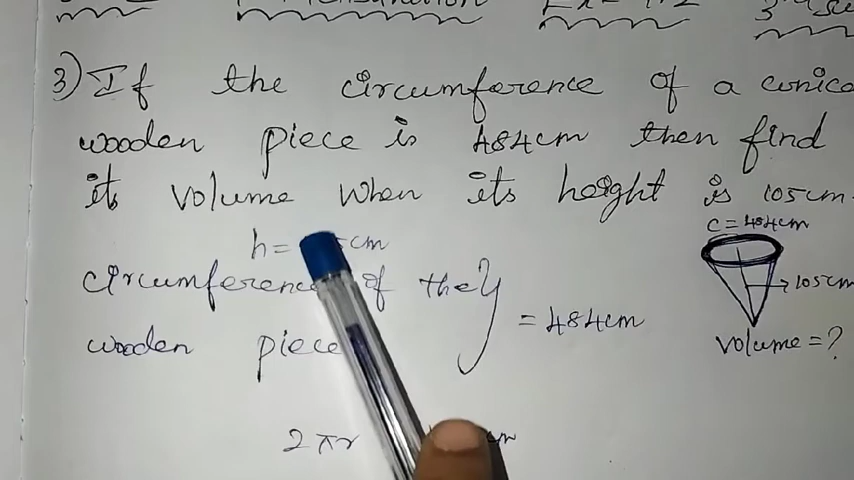 3) If the circumference of a
wooden piece is 484cm then find
its volume when its height is 105cm.
h = cm
circumference of the
wooden piece
= 484cm
2πr
c = 484cm
105cm
volume = ?